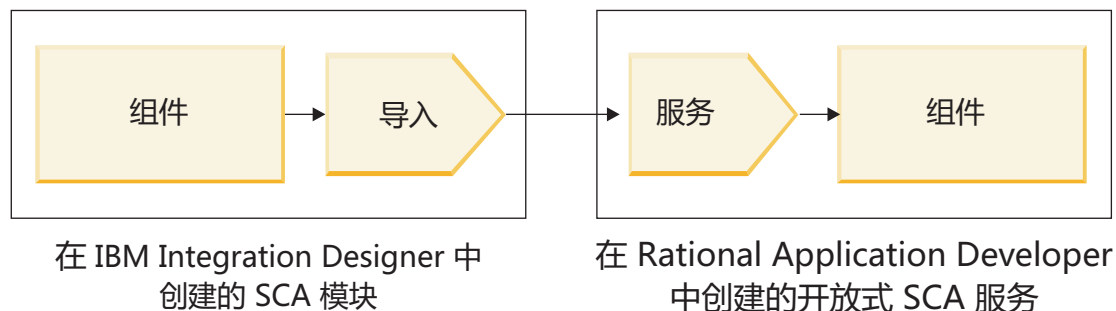 组件
导入
服务
组件
在 IBM Integration Designer 中
创建的 SCA 模块
在 Rational Application Developer
中创建的开放式 SCA 服务